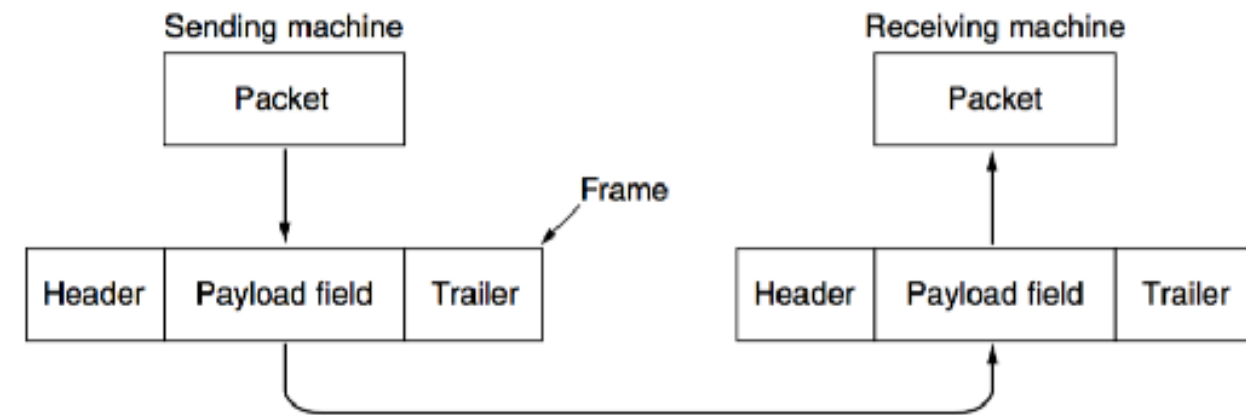 Sending machine
Receiving machine
Packet
Packet
Frame
Header Payload field Trailer
Header Payload field Trailer